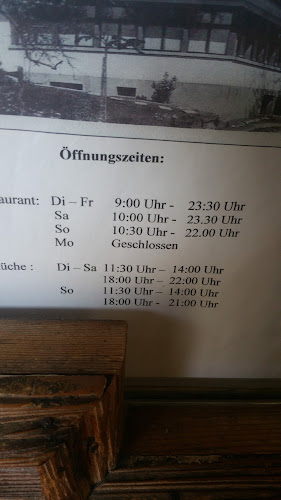 Öffnungszeiten:
aurant: Di – Fr 9:00 Uhr - 23:30 Uhr
Sa 10:00 Uhr - 23.30 Uhr
So 10:30 Uhr - 22.00 Uhr
Mo Geschlossen
üche : Di – Sa 11:30 Uhr – 14:00 Uhr
18:00 Uhr – 22:00 Uhr
So 11:30 Uhr – 14:00 Uhr
18:00 Uhr - 21:00 Uhr